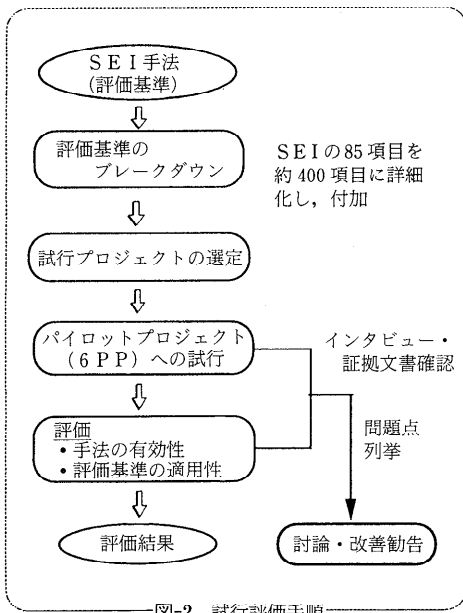 SEI手法
(評価基準)
評価基準の
ブレークダウン
SEIの85項目を
約400項目に詳細
化し，付加
試行プロジェクトの選定
パイロットプロジェクト
(6PP)への試行
インタビュー・
証拠文書確認
評価
• 手法の有効性
• 評価基準の適用性
問題点
列挙
評価結果
討論・改善勧告
図-2 試行評価手順